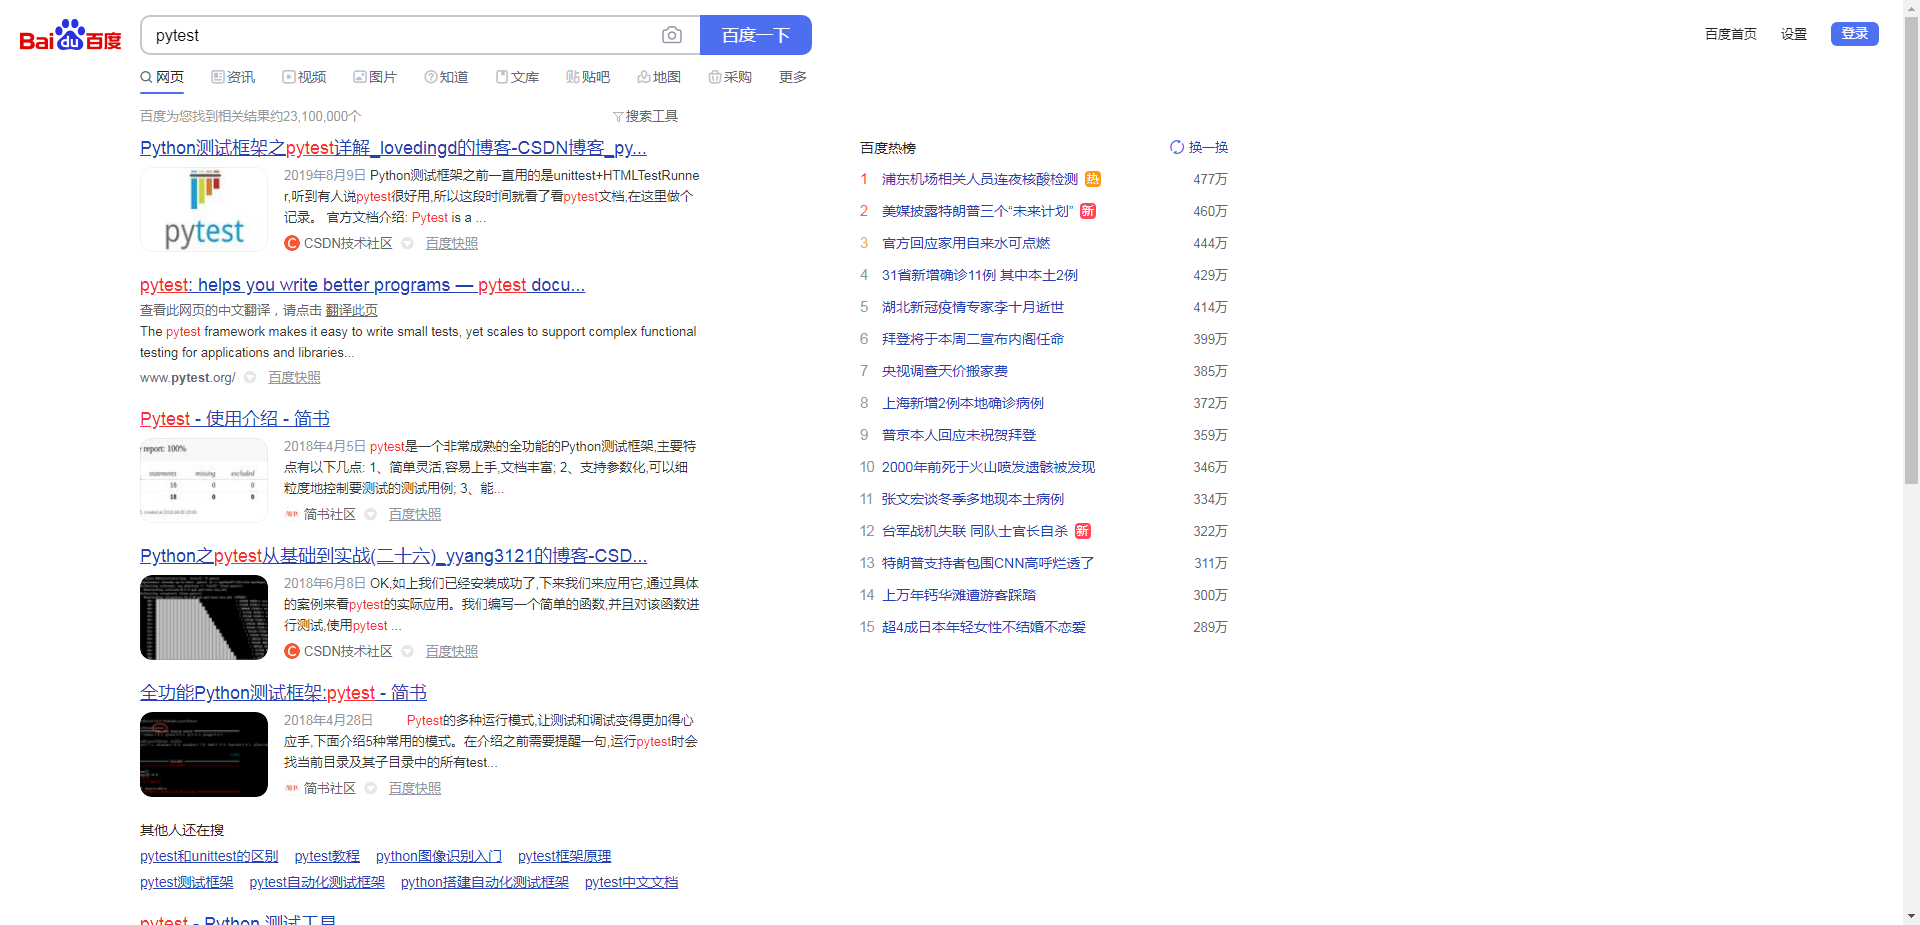 Bai du 百度
pytest
百度一下
百度首页 设置 登录
网页 资讯 视频 图片 知道 文库 贴吧 地图 采购 更多
百度为您找到相关结果约23,100,000个
搜索工具
Python测试框架之pytest详解_lovedingd的博客-CSDN博客_py...
pytest
2019年8月9日 Python测试框架之前一直用的是unittest+HTMLTestRunne
r,听到有人说pytest很好用,所以这段时间就看了看pytest文档,在这里做个
记录。 官方文档介绍: Pytest is a ...
CSDN技术社区 百度快照
pytest: helps you write better programs — pytest docu...
查看此网页的中文翻译，请点击 翻译此页
The pytest framework makes it easy to write small tests, yet scales to support complex functional
testing for applications and libraries...
www.pytest.org/ 百度快照
Pytest - 使用介绍 - 简书
report: 100%
statements missing excluded
18 0 0
18 0 0
2018年4月5日 pytest是一个非常成熟的全功能的Python测试框架,主要特
点有以下几点: 1、简单灵活,容易上手,文档丰富; 2、支持参数化,可以细
粒度地控制要测试的测试用例; 3、能...
简书 简书社区 百度快照
Python之pytest从基础到实战(二十六)_yyang3121的博客-CSD...
2018年6月8日 OK,如上我们已经安装成功了,下来我们来应用它,通过具体
的案例来看pytest的实际应用。我们编写一个简单的函数,并且对该函数进
行测试,使用pytest ...
CSDN技术社区 百度快照
全功能Python测试框架:pytest - 简书
2018年4月28日 Pytest的多种运行模式,让测试和调试变得更加得心
应手,下面介绍5种常用的模式。在介绍之前需要提醒一句,运行pytest时会
找当前目录及其子目录中的所有test...
简书 简书社区 百度快照
其他人还在搜
pytest和unittest的区别 pytest教程 python图像识别入门 pytest框架原理
pytest测试框架 pytest自动化测试框架 python搭建自动化测试框架 pytest中文文档
pytest - Python 测试工具
百度热榜 换一换
1 浦东机场相关人员连夜核酸检测 热 477万
2 美媒披露特朗普三个“未来计划” 新 460万
3 官方回应家用自来水可点燃 444万
4 31省新增确诊11例 其中本土2例 429万
5 湖北新冠疫情专家李十月逝世 414万
6 拜登将于本周二宣布内阁任命 399万
7 央视调查天价搬家费 385万
8 上海新增2例本地确诊病例 372万
9 普京本人回应未祝贺拜登 359万
10 2000年前死于火山喷发遗骸被发现 346万
11 张文宏谈冬季多地现本土病例 334万
12 台军战机失联 同队士官长自杀 新 322万
13 特朗普支持者包围CNN高呼烂透了 311万
14 上万年钙华滩遭游客踩踏 300万
15 超4成日本年轻女性不结婚不恋爱 289万